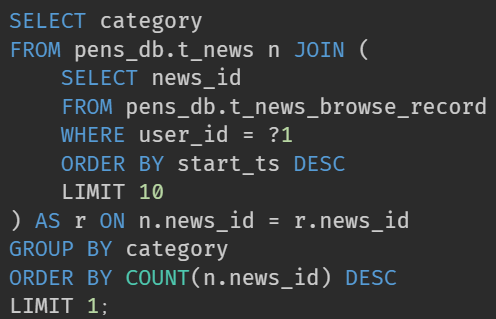 SELECT category
FROM pens_db.t_news n JOIN (
    SELECT news_id
    FROM pens_db.t_news_browse_record
    WHERE user_id = ?1
    ORDER BY start_ts DESC
    LIMIT 10
) AS r ON n.news_id = r.news_id
GROUP BY category
ORDER BY COUNT(n.news_id) DESC
LIMIT 1;